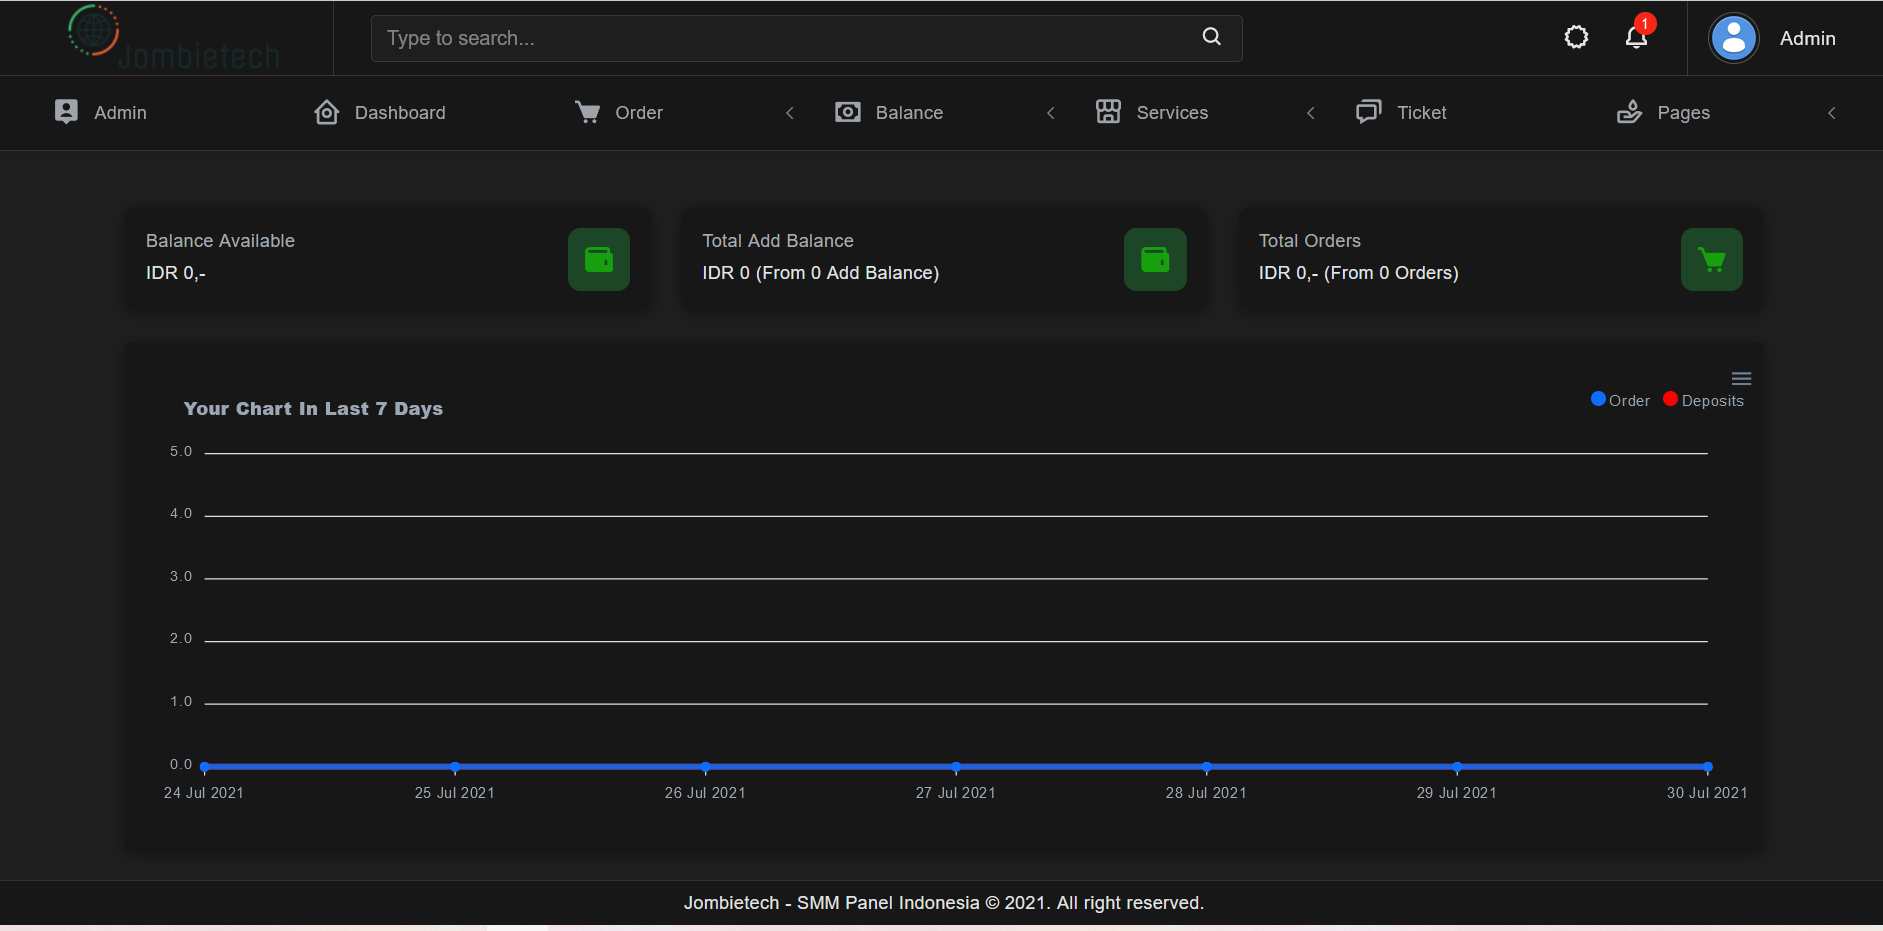 Jombietech
Type to search...
1
Admin
Admin
Dashboard
Order
Balance
Services
Ticket
Pages
Balance Available
IDR 0,-
Total Add Balance
IDR 0 (From 0 Add Balance)
Total Orders
IDR 0,- (From 0 Orders)
Your Chart In Last 7 Days
Order Deposits
5.0
4.0
3.0
2.0
1.0
0.0
24 Jul 2021 25 Jul 2021 26 Jul 2021 27 Jul 2021 28 Jul 2021 29 Jul 2021 30 Jul 2021
Jombietech - SMM Panel Indonesia © 2021. All right reserved.